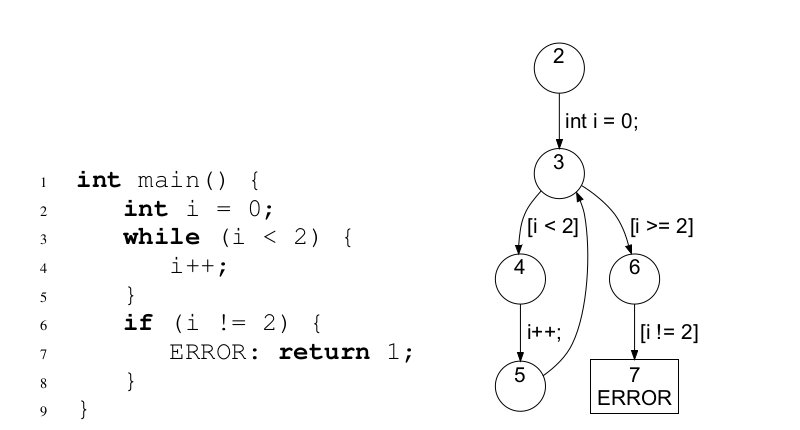 1 int main() {
2 int i = 0;
3 while (i < 2) {
4 i++;
5 }
6 if (i != 2) {
7 ERROR: return 1;
8 }
9 }
2
int i = 0;
3
[i < 2]
[i >= 2]
4
6
i++;
[i != 2]
5
7
ERROR